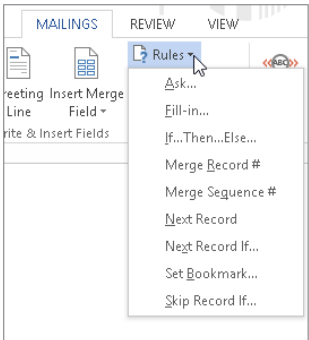 MAILINGS REVIEW VIEW
Rules
«ABC»
reeting Insert Merge
Line Field
rite & Insert Fields
Ask...
Fill-in...
If...Then...Else...
Merge Record #
Merge Sequence #
Next Record
Next Record If...
Set Bookmark...
Skip Record If...